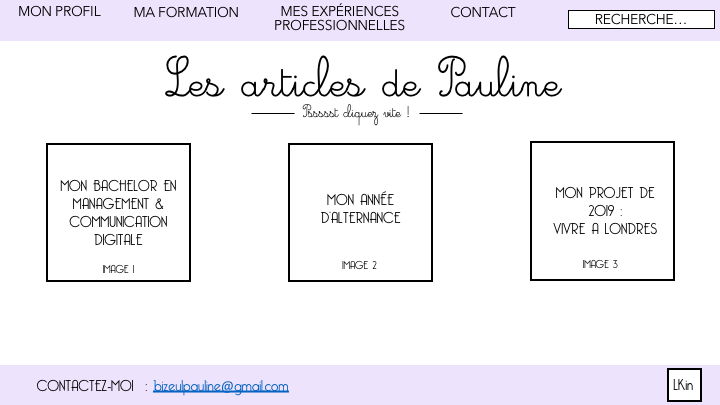 MON PROFIL
MA FORMATION
MES EXPÉRIENCES
PROFESSIONNELLES
CONTACT
RECHERCHE...
Les articles de Pauline
Pssssst cliquez vite !
MON BACHELOR EN
MANAGEMENT &
COMMUNICATION
DIGITALE
IMAGE 1
MON ANNÉE
D'ALTERNANCE
IMAGE 2
MON PROJET DE
2019 :
VIVRE A LONDRES
IMAGE 3
CONTACTEZ-MOI : bizeulpauline@gmail.com
LKin